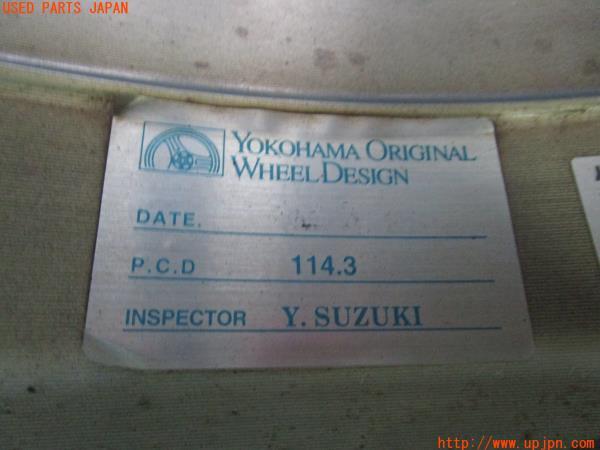 USED PARTS JAPAN
YOKOHAMA ORIGINAL
WHEEL DESIGN
DATE.
P.C.D 114.3
INSPECTOR Y. SUZUKI
http://www.upjpn.com/